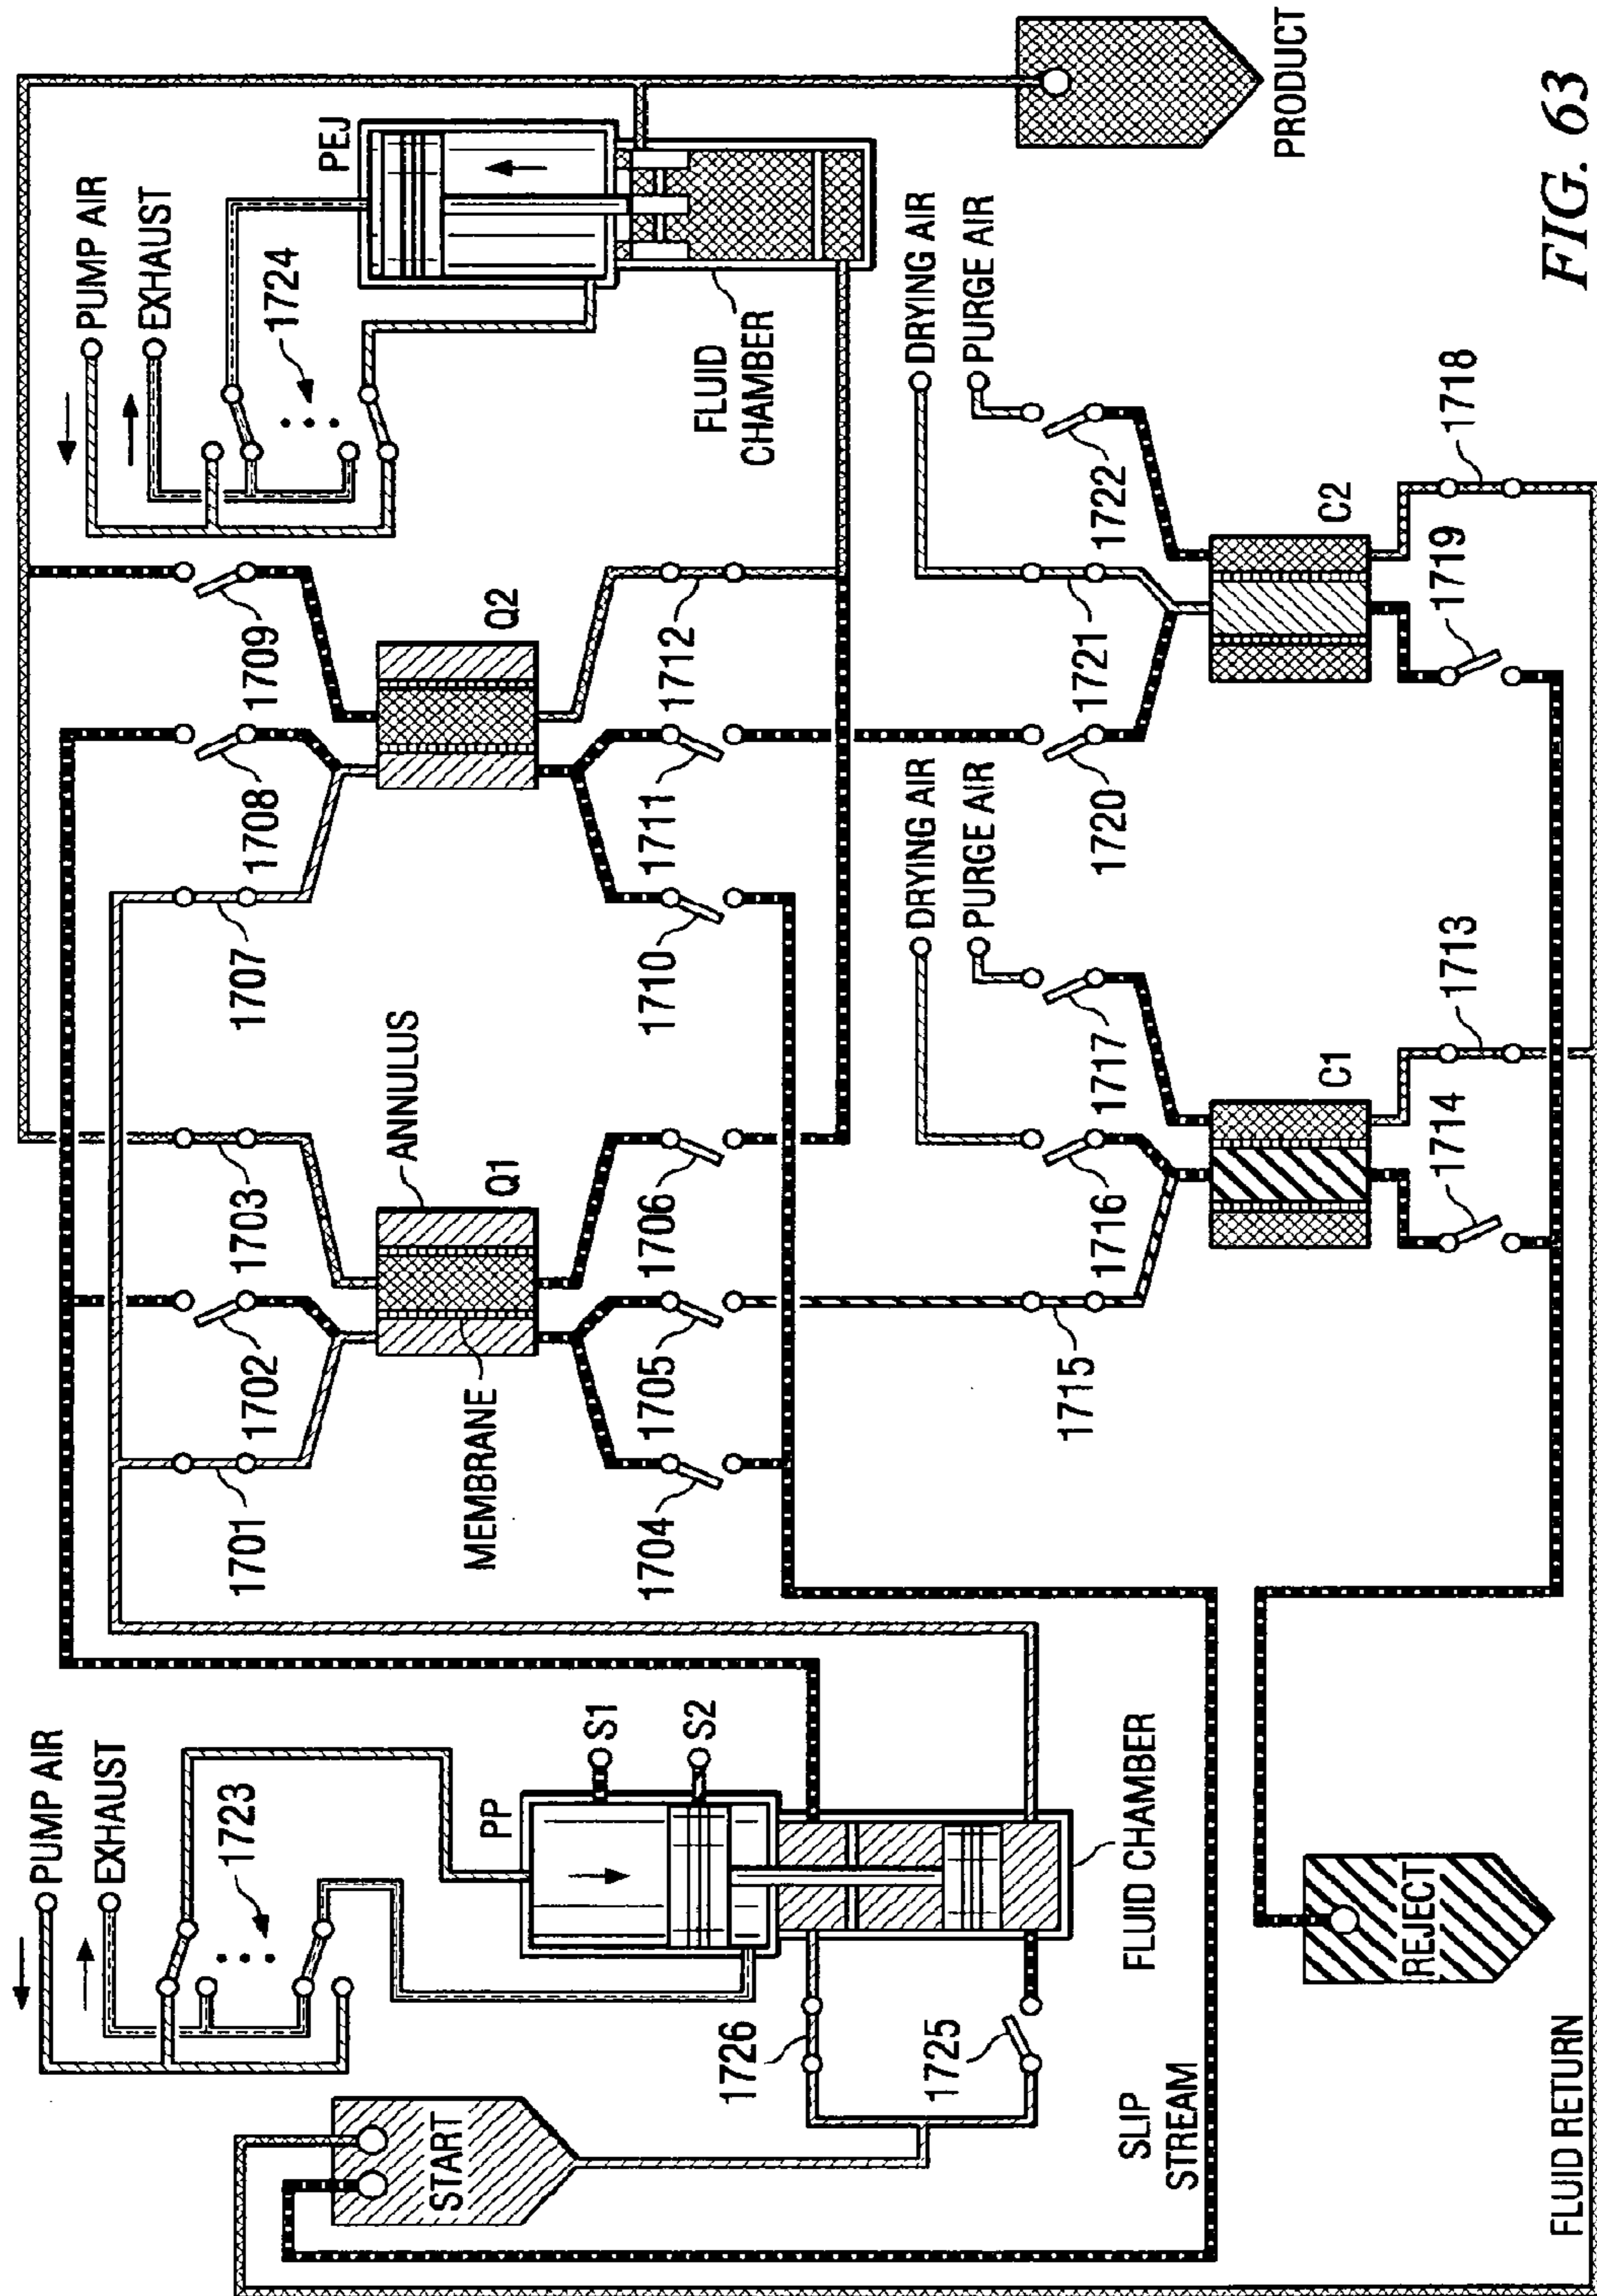 PUMP AIR
EXHAUST
1723
PP
S1
S2
FLUID CHAMBER
START
1726
1725
SLIP
STREAM
REJECT
FLUID RETURN
1701
1702
1703
ANNULUS
MEMBRANE
Q1
1704
1705
1706
1707
1708
1709
Q2
1710
1711
1712
PUMP AIR
EXHAUST
1724
PEJ
FLUID
CHAMBER
PRODUCT
DRYING AIR
PURGE AIR
1715
1716
1717
C1
1714
1713
DRYING AIR
PURGE AIR
1720
1721
1722
C2
1719
1718
FIG. 63